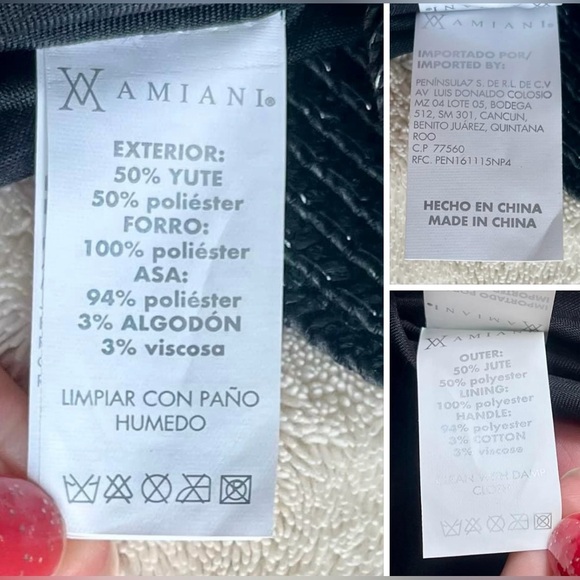 AMIANI®
EXTERIOR:
50% YUTE
50% poliéster
FORRO:
100% poliéster
ASA:
94% poliéster
3% ALGODÓN
3% viscosa
LIMPIAR CON PAÑO
HUMEDO
AMIANI
IMPORTADO POR/
IMPORTED BY:
PENÍNSULA7 S. DE R.L. DE C.V
AV LUIS DONALDO COLOSIO
MZ 04 LOTE 05, BODEGA
512, SM 301, CANCUN,
BENITO JUÁREZ, QUINTANA
ROO
C.P. 77560
RFC. PEN161115NP4
HECHO EN CHINA
MADE IN CHINA
AMIANI
OUTER:
50% JUTE
50% polyester
LINING:
100% polyester
HANDLE:
94% polyester
3% COTTON
3% viscose